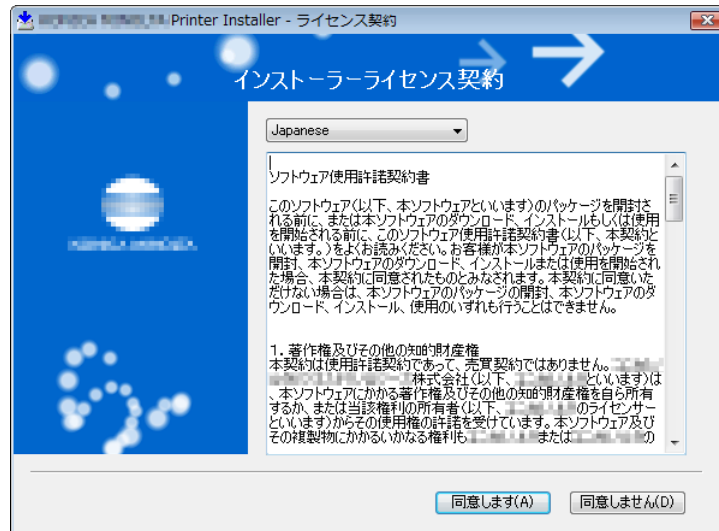 Printer Installer - ライセンス契約
インストーラーライセンス契約
Japanese
ソフトウェア使用許諾契約書
このソフトウェア(以下、本ソフトウェアといいます)のパッケージを開封さ
れる前に、または本ソフトウェアのダウンロード、インストールもしくは使用
を開始される前に、このソフトウェア使用許諾契約書(以下、本契約と
いいます。)をよくお読みください。お客様が本ソフトウェアのパッケージを
開封、本ソフトウェアのダウンロード、インストールまたは使用を開始され
た場合、本契約に同意されたものとみなされます。本契約に同意いた
だけない場合は、本ソフトウェアのパッケージの開封、本ソフトウェアのダ
ウンロード、インストール、使用のいずれも行うことはできません。
1. 著作権及びその他の知的財産権
本契約は使用許諾契約であって、売買契約ではありません。
株式会社(以下、といいます)は
、本ソフトウェアにかかる著作権及びその他の知的財産権を自ら所有
するか、または当該権利の所有者(以下、のライセンサー
といいます)からその使用権の許諾を受けています。本ソフトウェア及び
その複製物にかかるいかなる権利もまたはの
同意します(A)
同意しません(D)